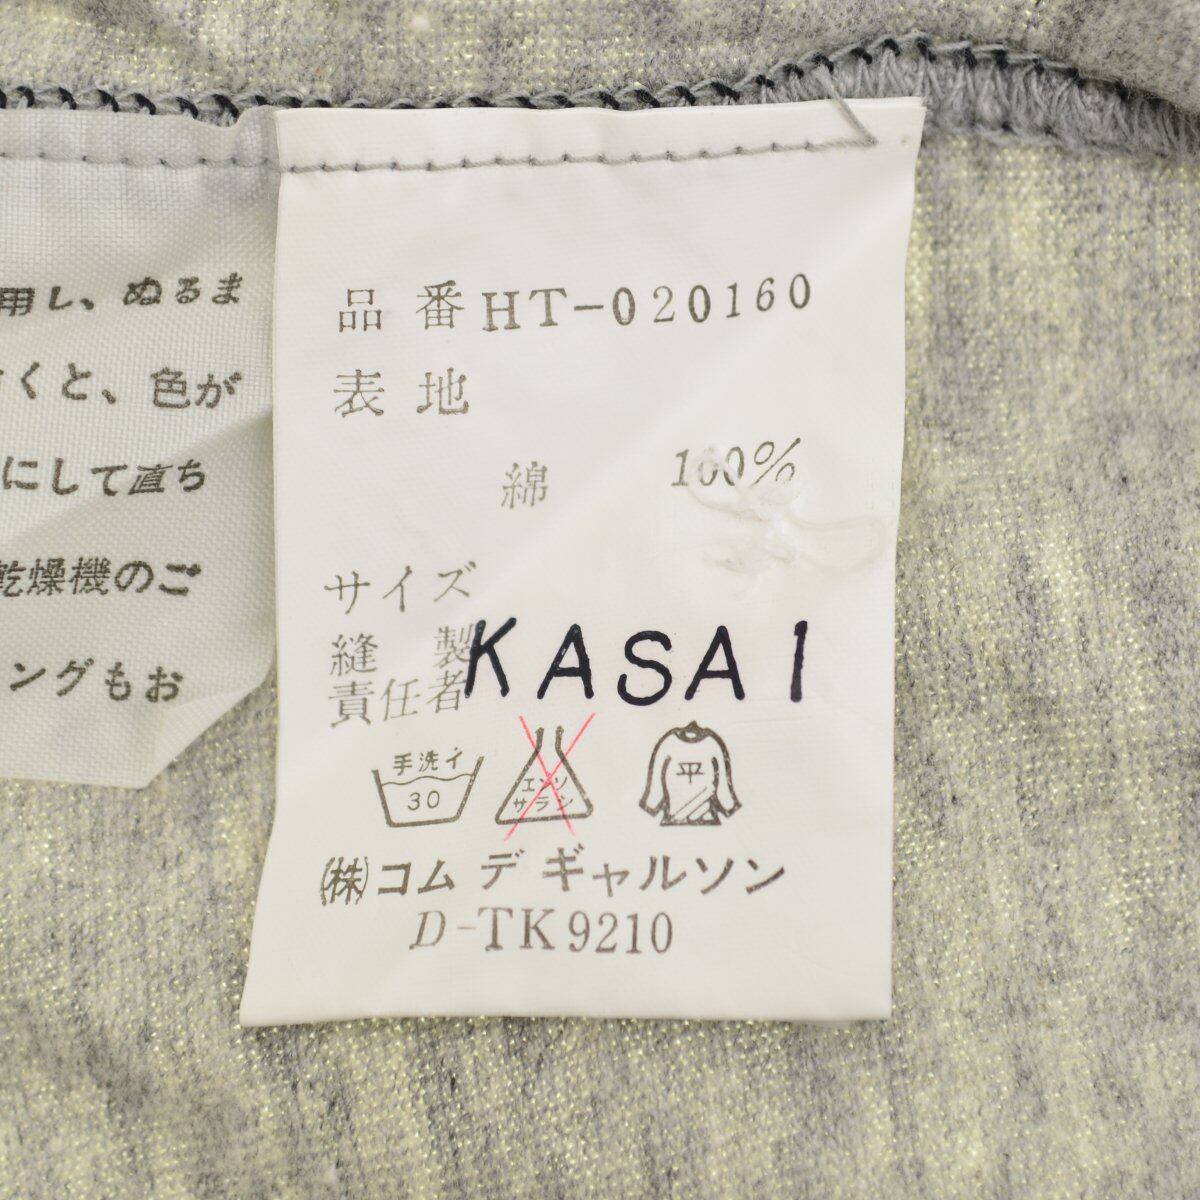 用し、ぬるま
くと、色が
にして直ち
乾燥機のご
ングもお
品番 HT-020160
表地
綿 100%
サイズ
縫製
責任者 KASAI
手洗イ
30
エンソ
サラシ
平
(株)コム デ ギャルソン
D-TK9210